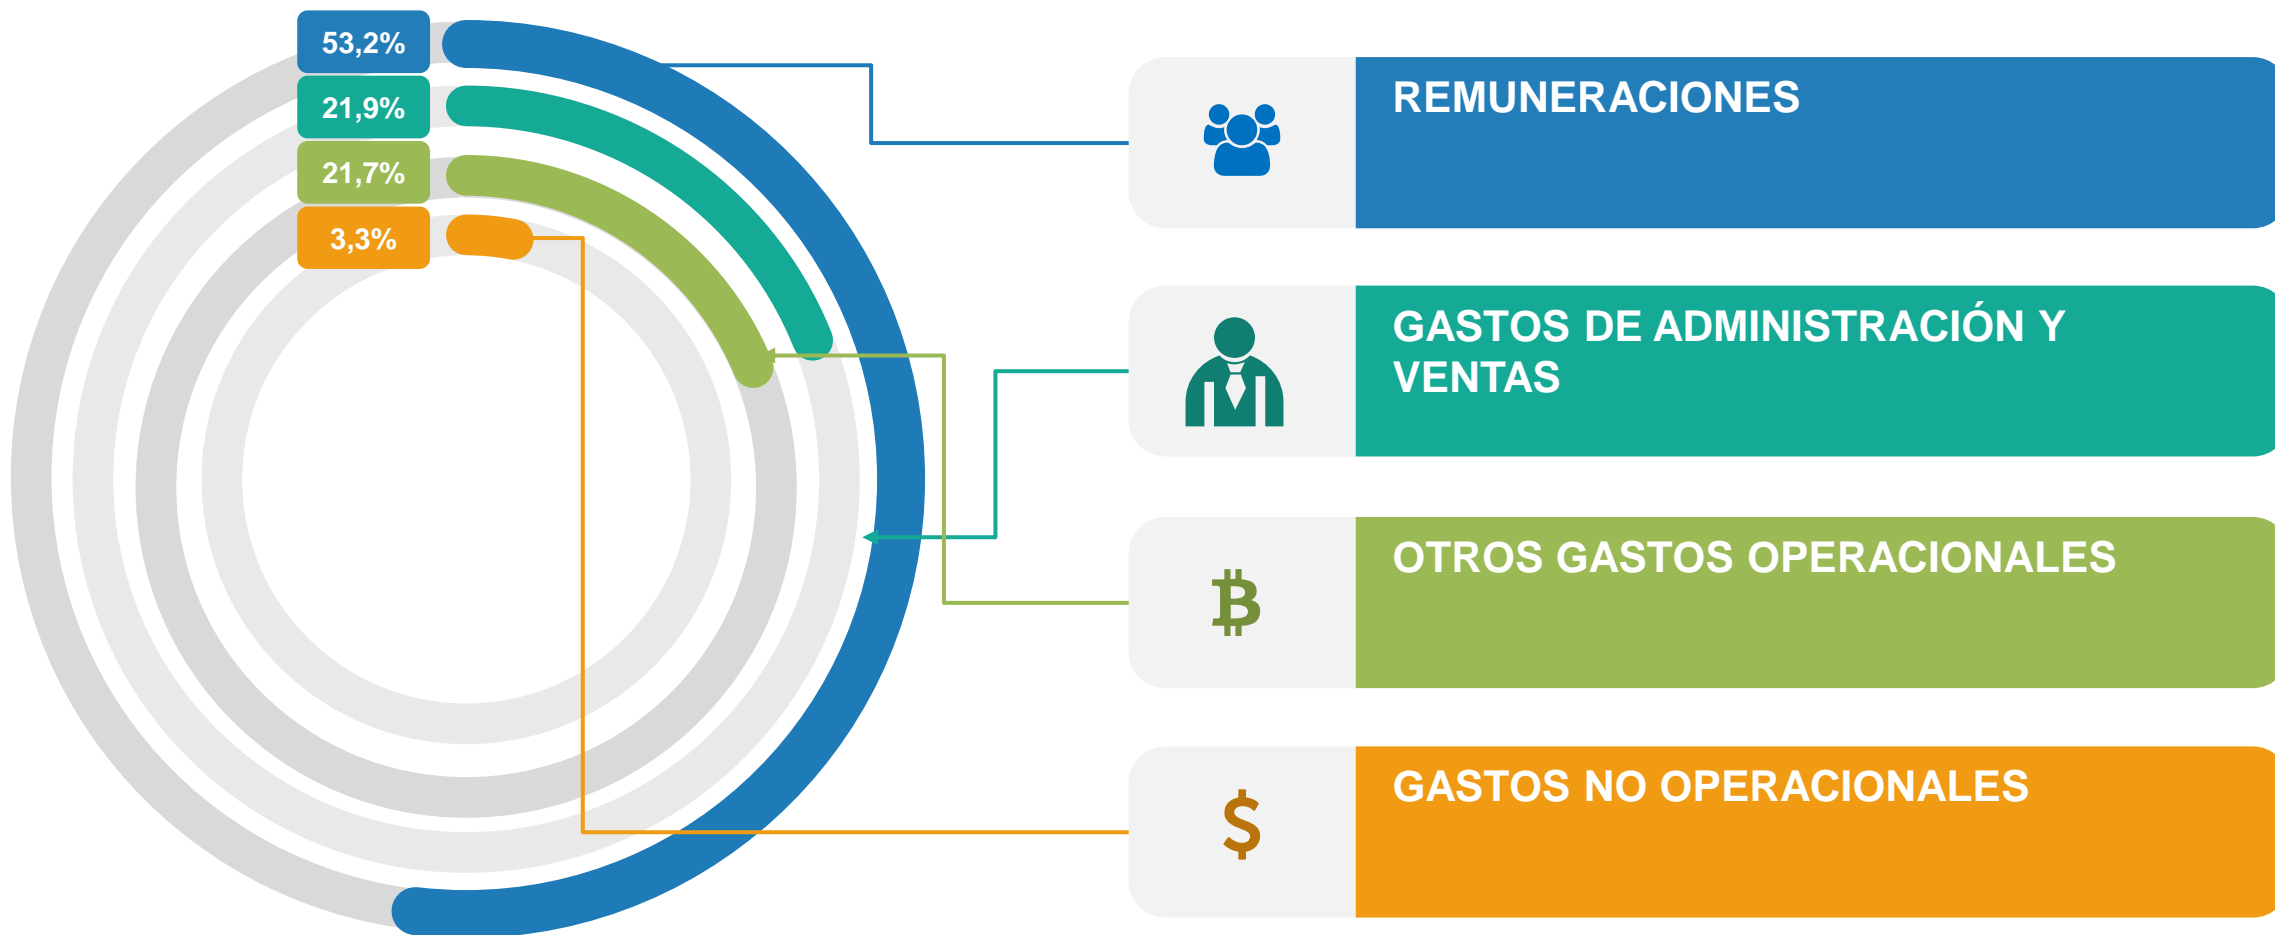 53,2%
21,9%
21,7%
3,3%
REMUNERACIONES
GASTOS DE ADMINISTRACIÓN Y
VENTAS
OTROS GASTOS OPERACIONALES
GASTOS NO OPERACIONALES